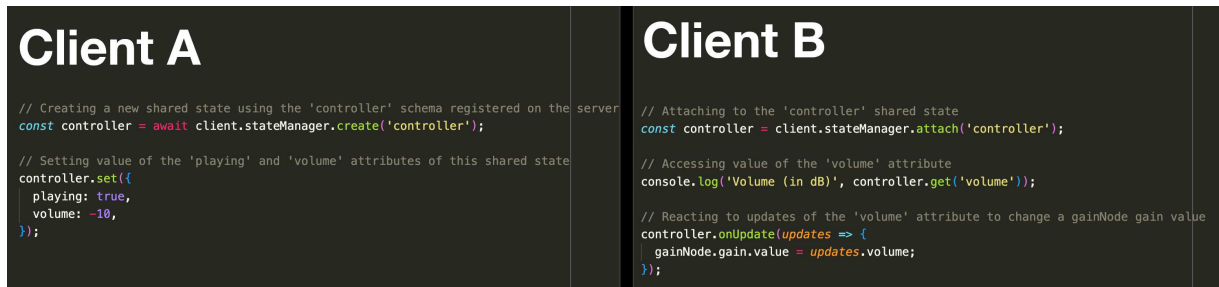 Client A
// Creating a new shared state using the 'controller' schema registered on the server
const controller = await client.stateManager.create('controller');
// Setting value of the 'playing' and 'volume' attributes of this shared state
controller.set({
playing: true,
volume: -10,
});
Client B
// Attaching to the 'controller' shared state
const controller = client.stateManager.attach('controller');
// Accessing value of the 'volume' attribute
console.log('Volume (in dB)', controller.get('volume'));
// Reacting to updates of the 'volume' attribute to change a gainNode gain value
controller.onUpdate(updates => {
gainNode.gain.value = updates.volume;
});